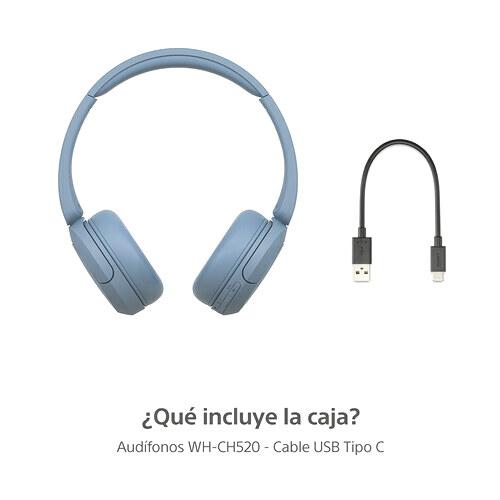 ¿Qué incluye la caja?
Audífonos WH-CH520 - Cable USB Tipo C